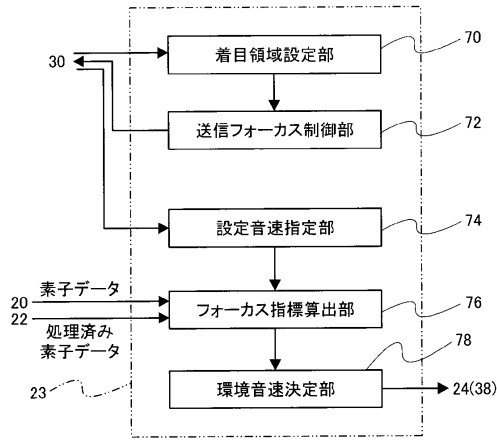 着目領域設定部
70
30
送信フォーカス制御部
72
設定音速指定部
74
素子データ
20
22
フォーカス指標算出部
76
処理済み
素子データ
78
23
環境音速決定部
24(38)